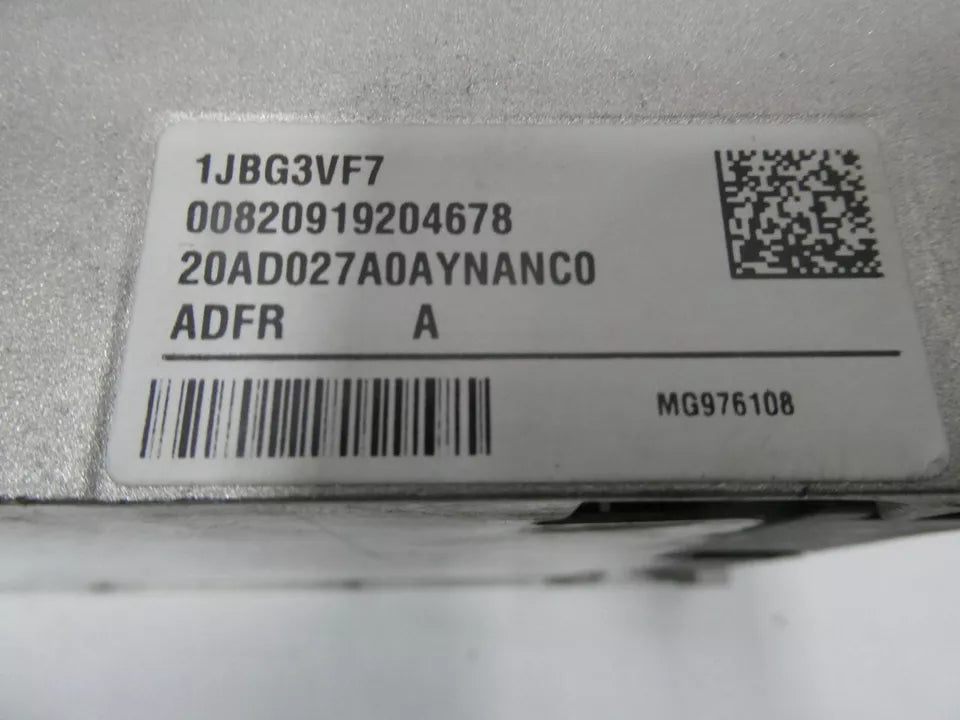 1JBG3VF7
00820919204678
20AD027A0AYNANC0
ADFR A
MG976108